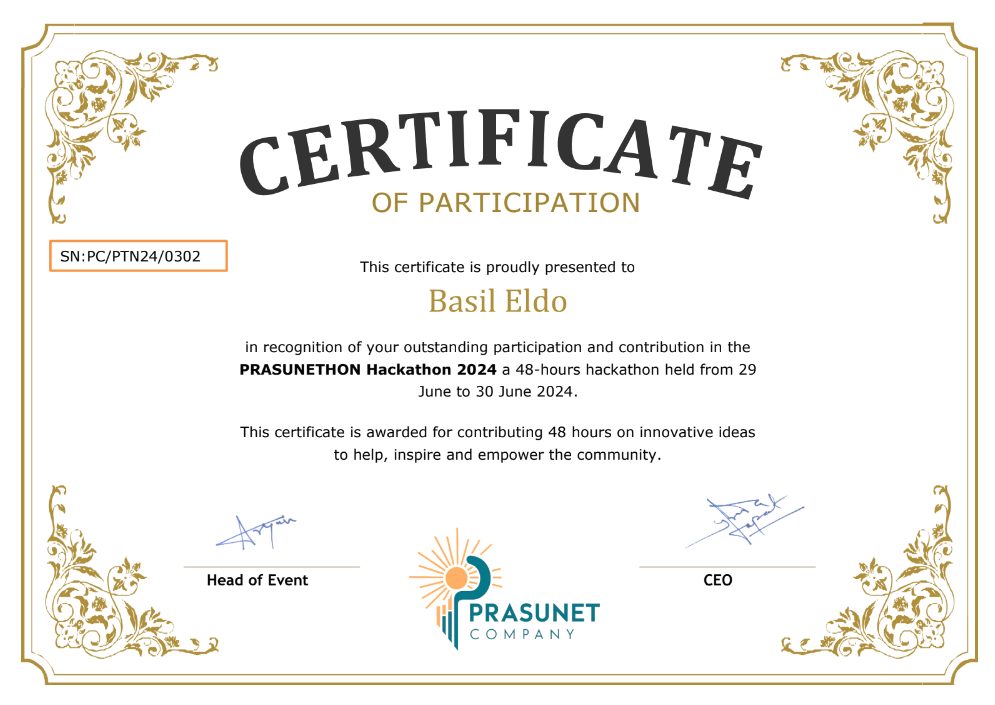 CERTIFICATE
OF PARTICIPATION
SN:PC/PTN24/0302
This certificate is proudly presented to
Basil Eldo
in recognition of your outstanding participation and contribution in the
PRASUNETHON Hackathon 2024 a 48-hours hackathon held from 29
June to 30 June 2024.
This certificate is awarded for contributing 48 hours on innovative ideas
to help, inspire and empower the community.
Aryan
Head of Event
CEO
PRASUNET
COMPANY